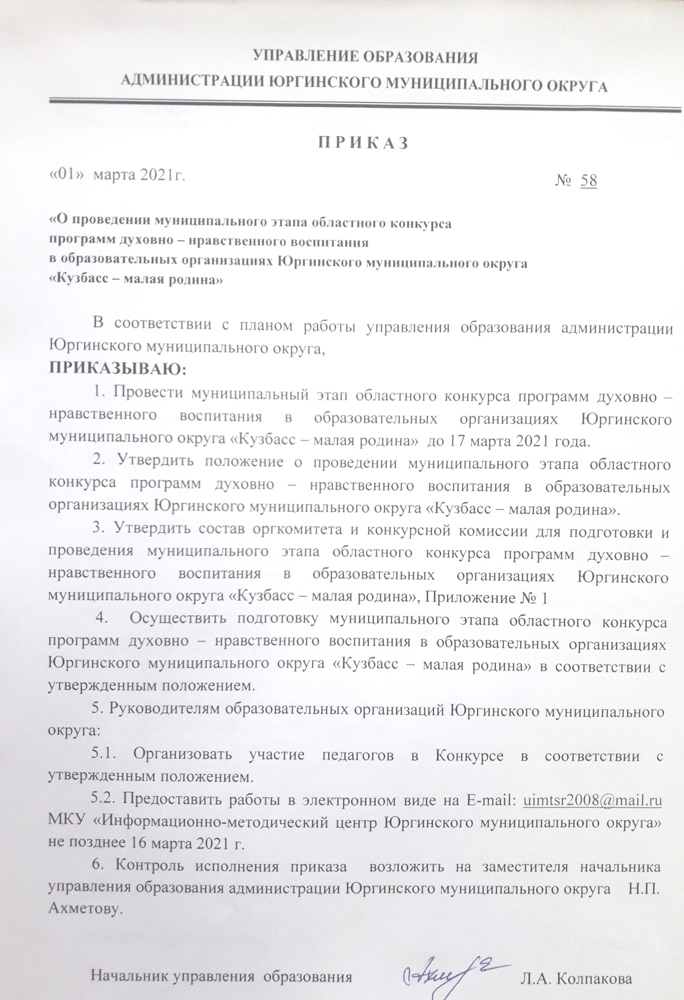 УПРАВЛЕНИЕ ОБРАЗОВАНИЯ
АДМИНИСТРАЦИИ ЮРГИНСКОГО МУНИЦИПАЛЬНОГО ОКРУГА
П Р И К А З
«01» марта 2021г.
№ 58
«О проведении муниципального этапа областного конкурса
программ духовно – нравственного воспитания
в образовательных организациях Юргинского муниципального округа
«Кузбасс – малая родина»
В соответствии с планом работы управления образования администрации
Юргинского муниципального округа,
ПРИКАЗЫВАЮ:
1. Провести муниципальный этап областного конкурса программ духовно –
нравственного воспитания в образовательных организациях Юргинского
муниципального округа «Кузбасс – малая родина» до 17 марта 2021 года.
2. Утвердить положение о проведении муниципального этапа областного
конкурса программ духовно – нравственного воспитания в образовательных
организациях Юргинского муниципального округа «Кузбасс – малая родина».
3. Утвердить состав оргкомитета и конкурсной комиссии для подготовки и
проведения муниципального этапа областного конкурса программ духовно –
нравственного воспитания в образовательных организациях Юргинского
муниципального округа «Кузбасс – малая родина», Приложение № 1
4. Осуществить подготовку муниципального этапа областного конкурса
программ духовно – нравственного воспитания в образовательных организациях
Юргинского муниципального округа «Кузбасс – малая родина» в соответствии с
утвержденным положением.
5. Руководителям образовательных организаций Юргинского муниципального
округа:
5.1. Организовать участие педагогов в Конкурсе в соответствии с
утвержденным положением.
5.2. Предоставить работы в электронном виде на E-mail: uimtsr2008@mail.ru
МКУ «Информационно-методический центр Юргинского муниципального округа»
не позднее 16 марта 2021 г.
6. Контроль исполнения приказа возложить на заместителя начальника
управления образования администрации Юргинского муниципального округа Н.П.
Ахметову.
Начальник управления образования
Л.А. Колпакова